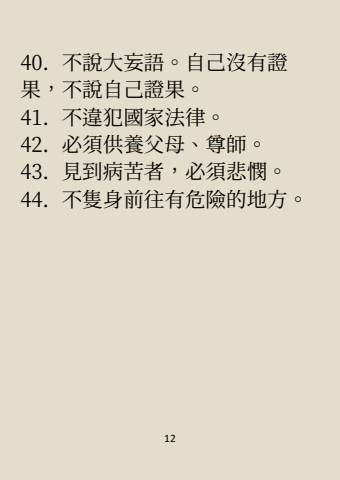 40．不說大妄語。自己沒有證
果，不說自己證果。
41．不違犯國家法律。
42．必須供養父母、尊師。
43．見到病苦者，必須悲憫。
44．不隻身前往有危險的地方。
12